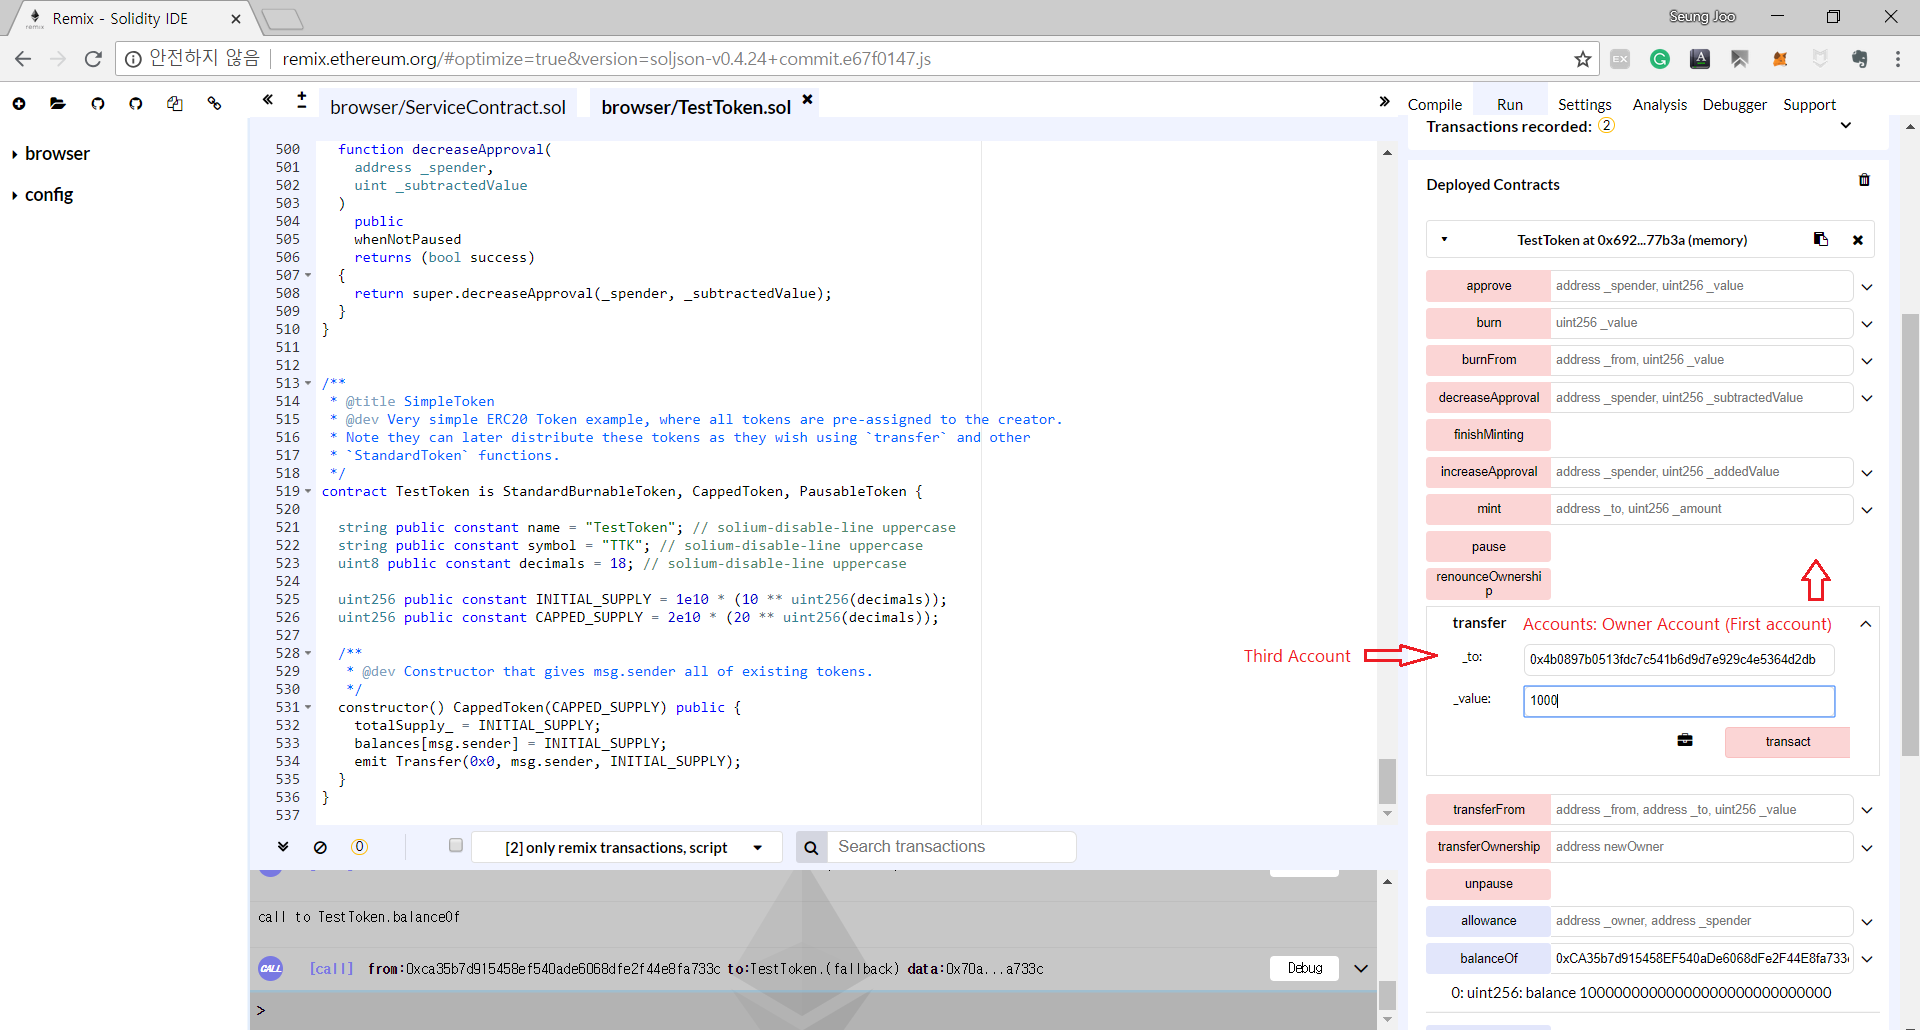 Remix - Solidity IDE
Seung Joo
안전하지 않음
remix.ethereum.org/#optimize=true&version=soljson-v0.4.24+commit.e67f0147.js
browser/ServiceContract.sol
browser/TestToken.sol
Compile
Run
Settings
Analysis
Debugger
Support
browser
config
500 function decreaseApproval(
501 address _spender,
502 uint _subtractedValue
503 )
504 public
505 whenNotPaused
506 returns (bool success)
507 {
508 return super.decreaseApproval(_spender, _subtractedValue);
509 }
510 }
511
512
513 /**
514 * @title SimpleToken
515 * @dev Very simple ERC20 Token example, where all tokens are pre-assigned to the creator.
516 * Note they can later distribute these tokens as they wish using `transfer` and other
517 * `StandardToken` functions.
518 */
519 contract TestToken is StandardBurnableToken, CappedToken, PausableToken {
520
521 string public constant name = "TestToken"; // solium-disable-line uppercase
522 string public constant symbol = "TTK"; // solium-disable-line uppercase
523 uint8 public constant decimals = 18; // solium-disable-line uppercase
524
525 uint256 public constant INITIAL_SUPPLY = 1e10 * (10 ** uint256(decimals));
526 uint256 public constant CAPPED_SUPPLY = 2e10 * (20 ** uint256(decimals));
527
528 /**
529 * @dev Constructor that gives msg.sender all of existing tokens.
530 */
531 constructor() CappedToken(CAPPED_SUPPLY) public {
532 totalSupply_ = INITIAL_SUPPLY;
533 balances[msg.sender] = INITIAL_SUPPLY;
534 emit Transfer(0x0, msg.sender, INITIAL_SUPPLY);
535 }
536 }
537
0
[2] only remix transactions, script
Search transactions
call to TestToken.balanceOf
CALL [call] from:0xca35b7d915458ef540ade6068dfe2f44e8fa733c to:TestToken.(fallback) data:0x70a...a733c
Debug
>
Transactions recorded: 2
Deployed Contracts
TestToken at 0x692...77b3a (memory)
approve address _spender, uint256 _value
burn uint256 _value
burnFrom address _from, uint256 _value
decreaseApproval address _spender, uint256 _subtractedValue
finishMinting
increaseApproval address _spender, uint256 _addedValue
mint address _to, uint256 _amount
pause
renounceOwnershi
p
transfer Accounts: Owner Account (First account)
Third Account
_to: 0x4b0897b0513fdc7c541b6d9d7e929c4e5364d2db
_value: 1000
transact
transferFrom address _from, address _to, uint256 _value
transferOwnership address newOwner
unpause
allowance address _owner, address _spender
balanceOf 0xCA35b7d915458EF540aDe6068dFe2F44E8fa733
0: uint256: balance 10000000000000000000000000000